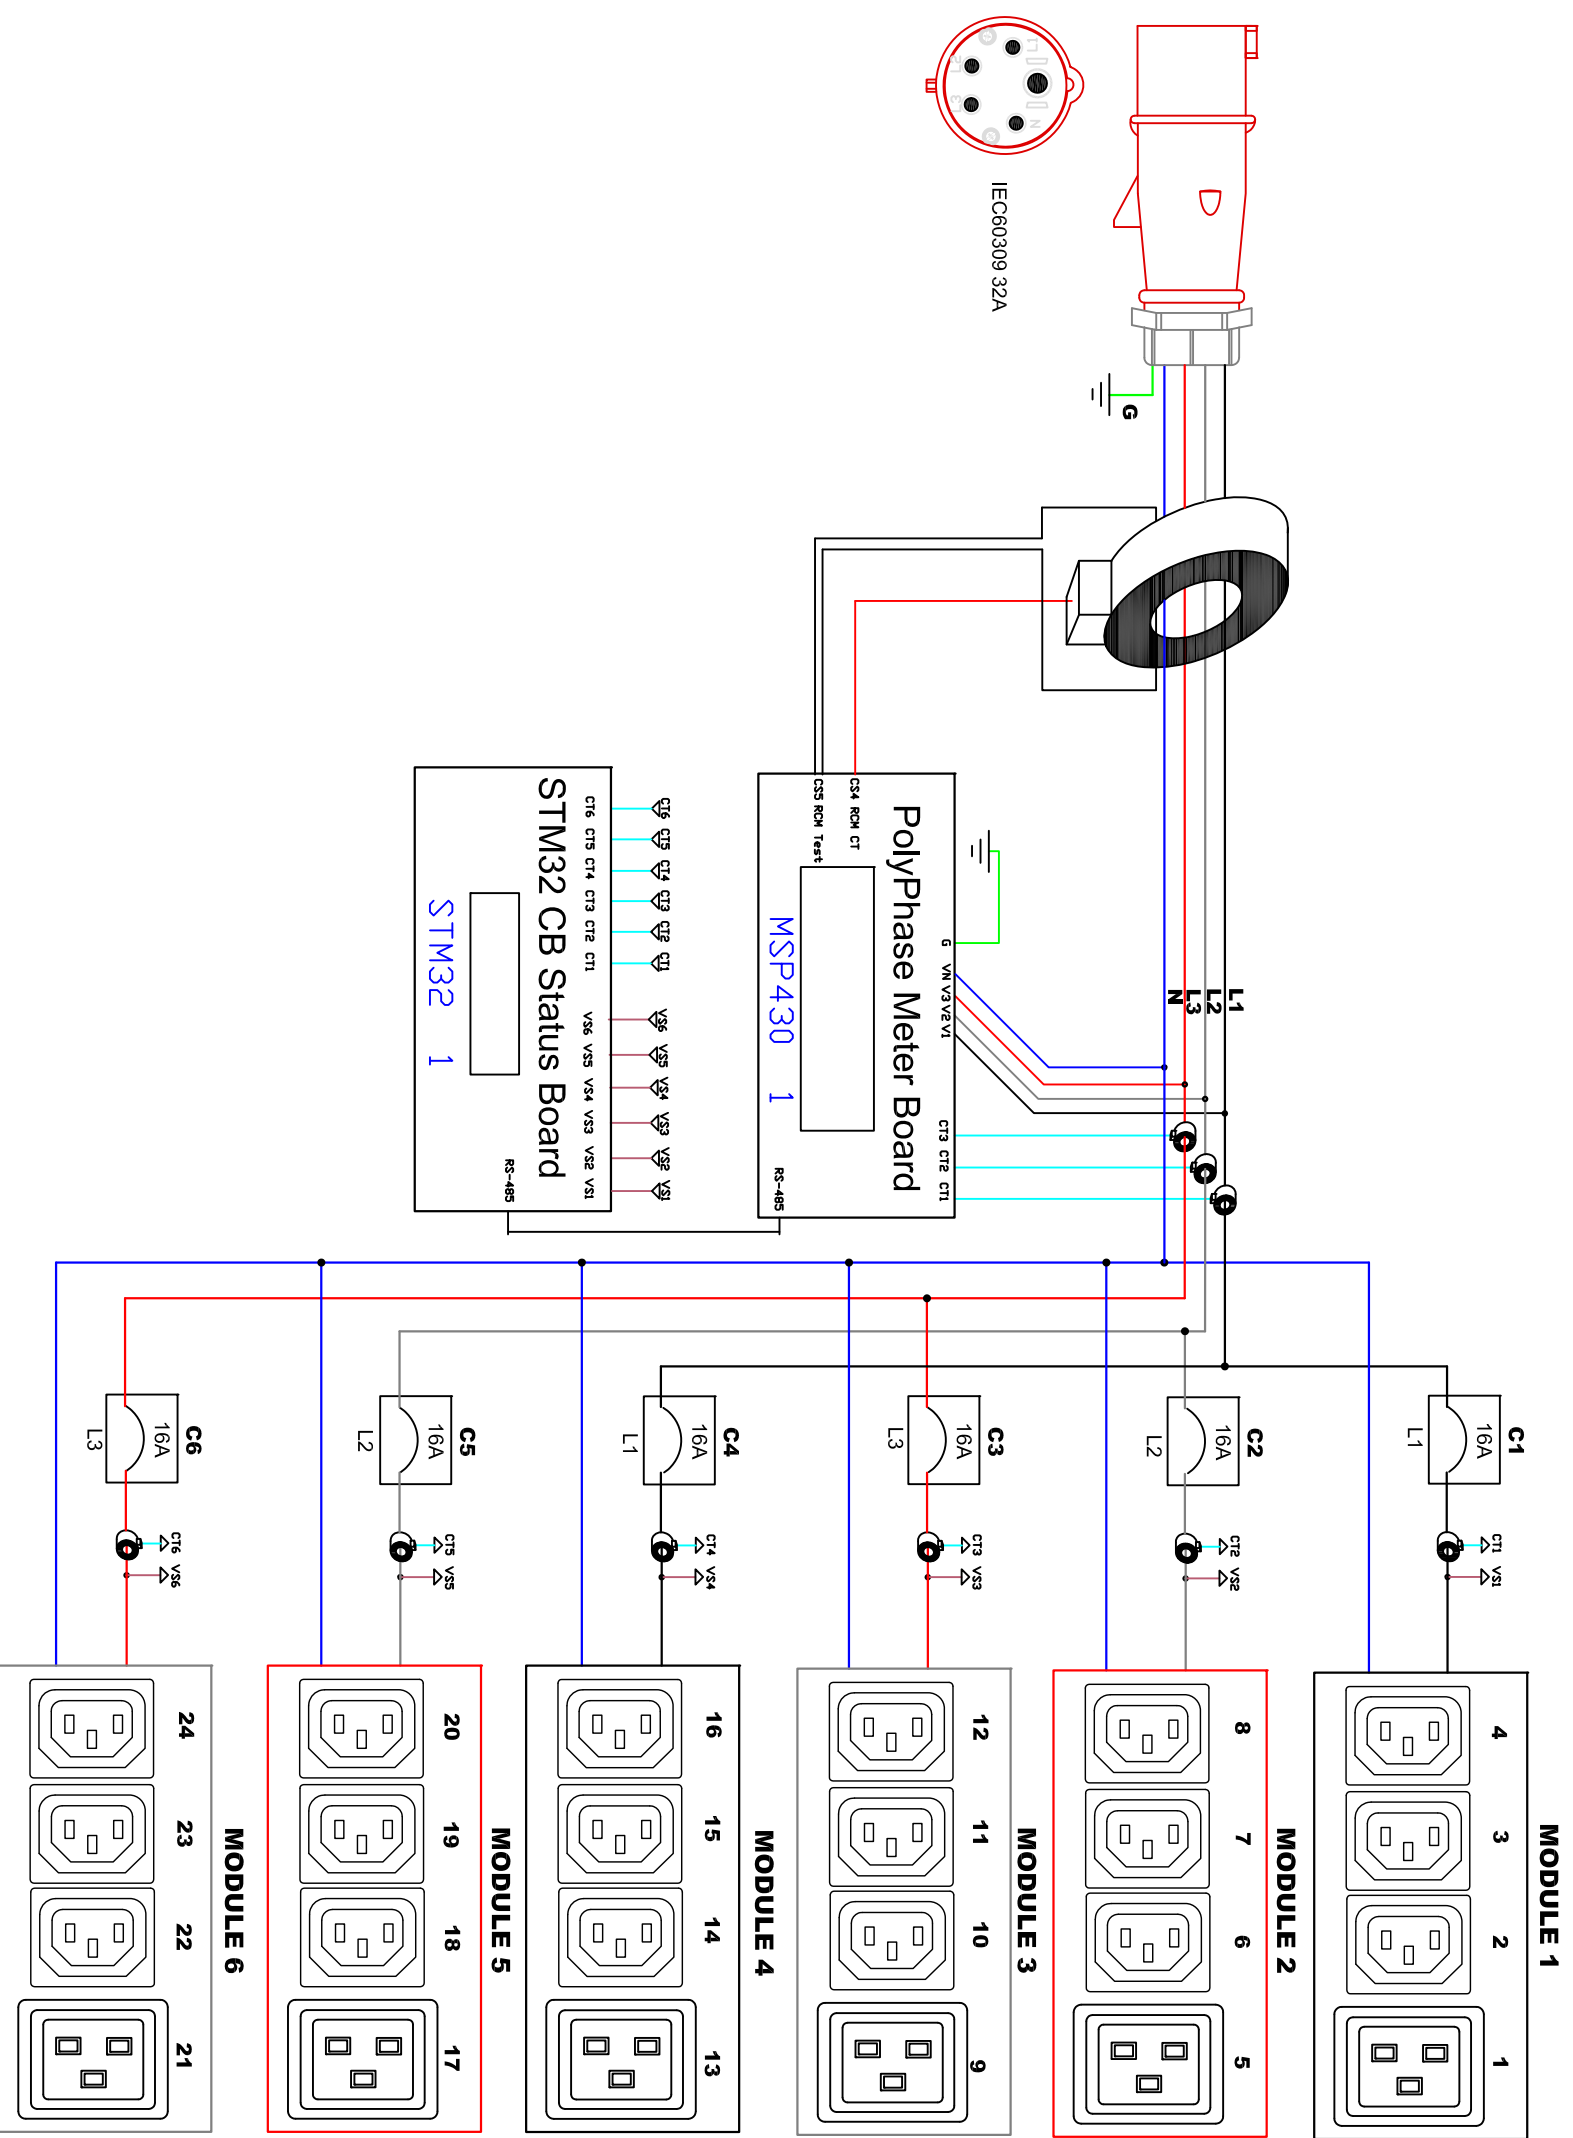 L1
L2
L3
N
IEC60309 32A
G
L1
L2
L3
N
PolyPhase Meter Board
MSP430 1
CS4 RCM CT
CS5 RCM Test
G VN V3 V2 V1
CT3 CT2 CT1
RS-485
STM32 CB Status Board
STM32 1
CT6 CT5 CT4 CT3 CT2 CT1
VS6 VS5 VS4 VS3 VS2 VS1
CT6 CT5 CT4 CT3 CT2 CT1
VS6 VS5 VS4 VS3 VS2 VS1
RS-485
C1
16A
L1
CT1 VS1
C2
16A
L2
CT2 VS2
C3
16A
L3
CT3 VS3
C4
16A
L1
CT4 VS4
C5
16A
L2
CT5 VS5
C6
16A
L3
CT6 VS6
MODULE 1
4 3 2 1
MODULE 2
8 7 6 5
MODULE 3
12 11 10 9
MODULE 4
16 15 14 13
MODULE 5
20 19 18 17
MODULE 6
24 23 22 21